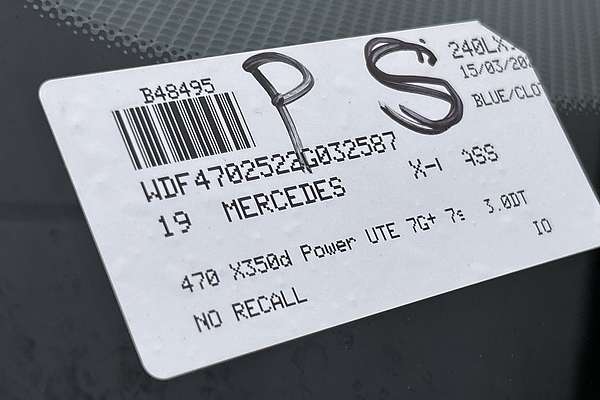 P S
B48495
240LX
15/03/20
BLUE/CLOT
WDF4702522G032587
19 MERCEDES X-I ASS
470 X350d Power UTE 7G+ 7s 3.0DT
NO RECALL IO